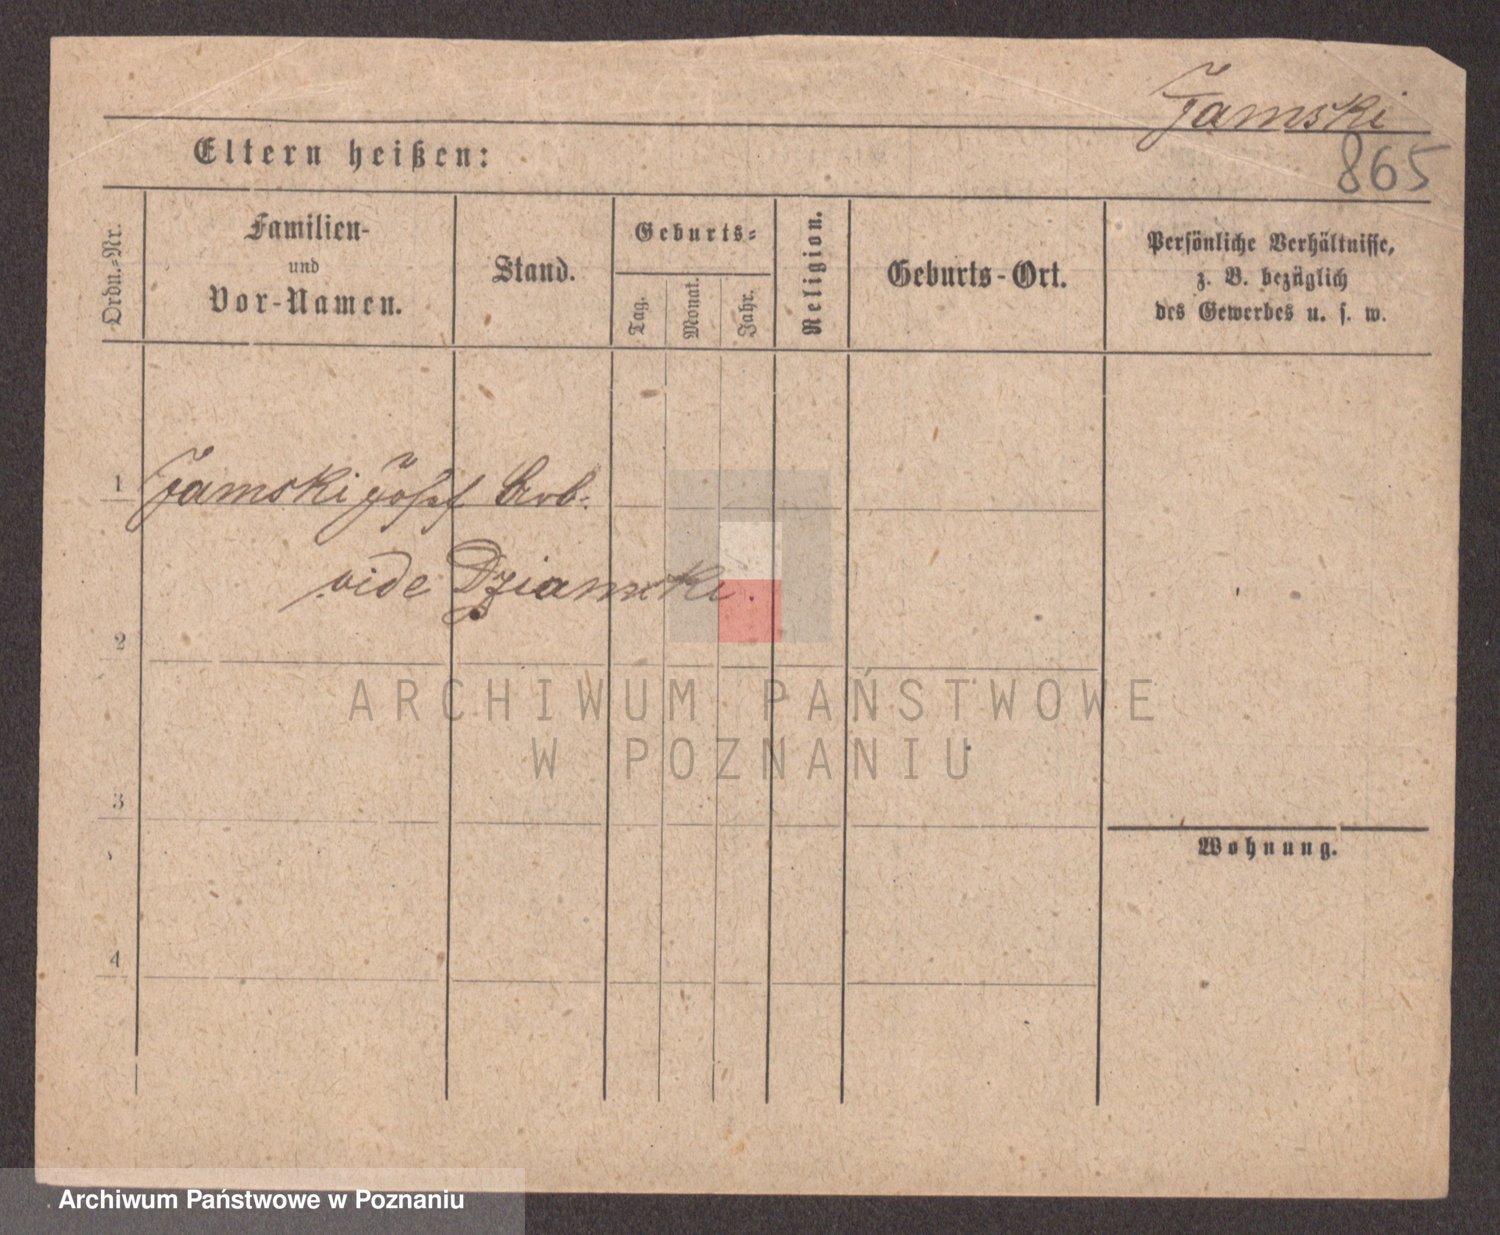 Jamski
865
Eltern heißen:
Ordn.-Nr.
Familien-
und
Vor-Namen.
Stand.
Geburts-
Tag.
Monat.
Jahr.
Religion.
Geburts-Ort.
Persönliche Verhältnisse,
z. B. bezüglich
des Gewerbes u. s. w.
1 Jamski Josef Arb.
vide Dziamski.
2
ARCHIWUM PAŃSTWOWE
W POZNANIU
3
Wohnung.
4
Archiwum Państwowe w Poznaniu